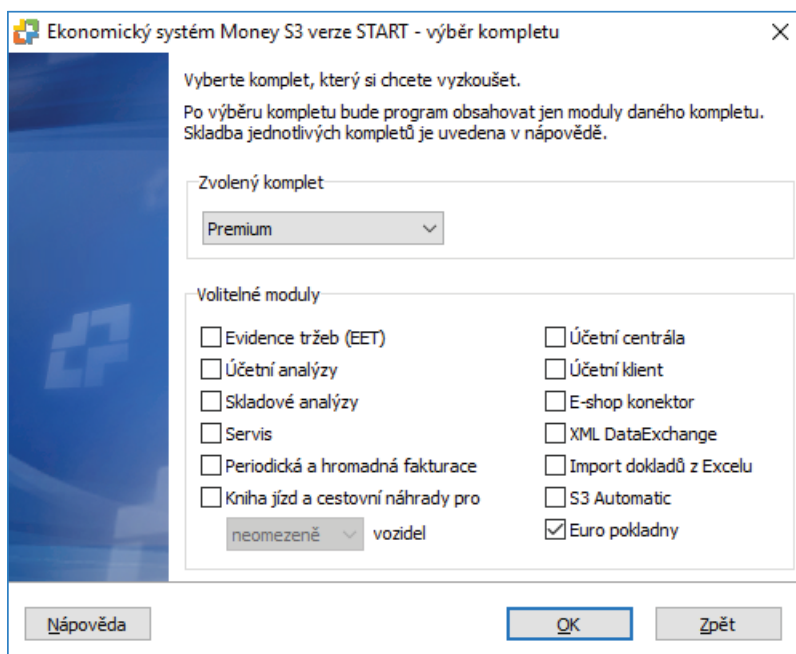 Ekonomický systém Money S3 verze START - výběr kompletu
Vyberte komplet, který si chcete vyzkoušet.
Po výběru kompletu bude program obsahovat jen moduly daného kompletu.
Skladba jednotlivých kompletů je uvedena v nápovědě.
Zvolený komplet
Premium
Volitelné moduly
Evidence tržeb (EET)
Účetní analýzy
Skladové analýzy
Servis
Periodická a hromadná fakturace
Kniha jízd a cestovní náhrady pro
neomezeně vozidel
Účetní centrála
Účetní klient
E-shop konektor
XML DataExchange
Import dokladů z Excelu
S3 Automatic
Euro pokladny
Nápověda
OK
Zpět